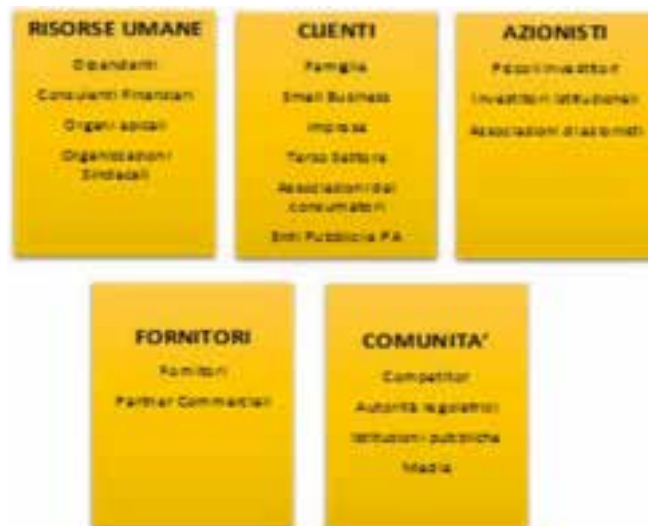 RISORSE UMANE
Dipendenti
Consulenti Finanziari
Organi apicali
Organizzazioni
Sindacali
CLIENTI
Famiglie
Small Business
Imprese
Terzo Settore
Associazioni dei
consumatori
Enti Pubblici e PA
AZIONISTI
Piccoli investitori
Investitori istituzionali
Associazioni di azionisti
FORNITORI
Fornitori
Partner Commerciali
COMUNITA'
Competitor
Autorità regolatrici
Istituzioni pubbliche
Media